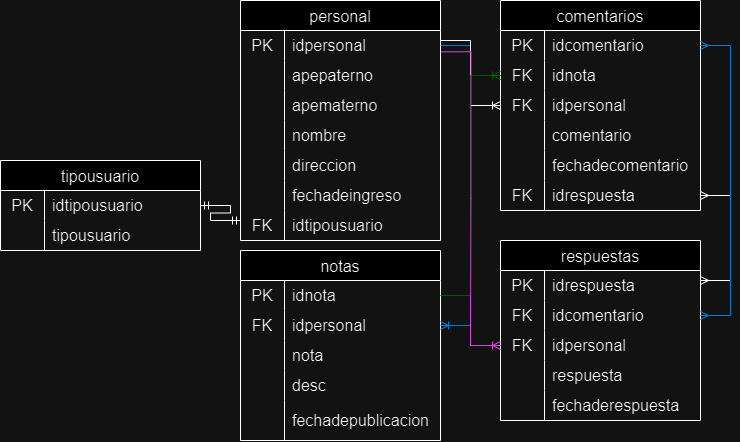 personal
PK idpersonal
apepaterno
apematerno
nombre
direccion
fechadeingreso
FK idtipousuario
comentarios
PK idcomentario
FK idnota
FK idpersonal
comentario
fechadecomentario
FK idrespuesta
tipousuario
PK idtipousuario
tipousuario
notas
PK idnota
FK idpersonal
nota
desc
fechadepublicacion
respuestas
PK idrespuesta
FK idcomentario
FK idpersonal
respuesta
fechaderespuesta